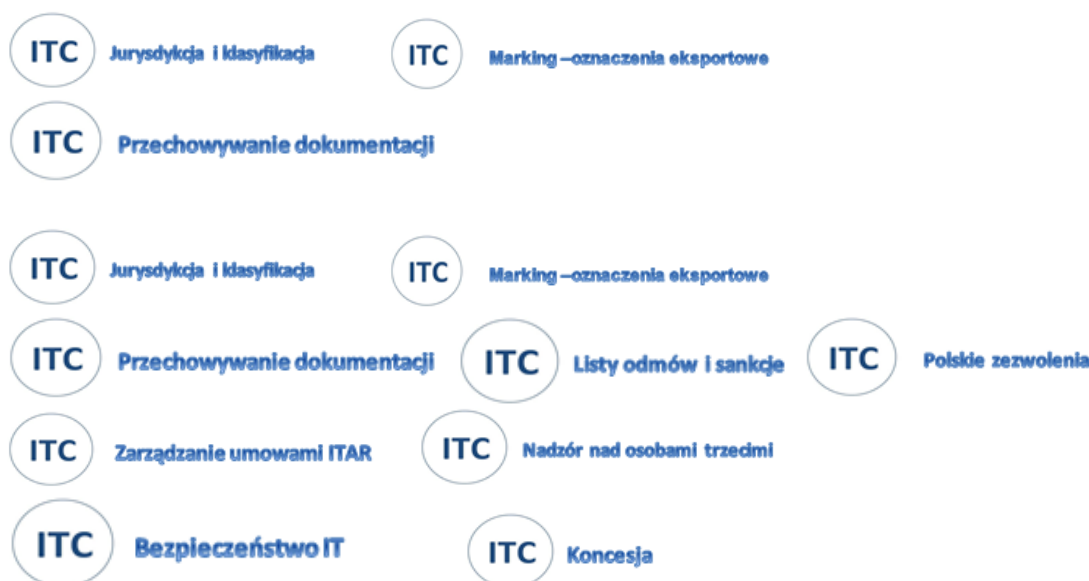 ITC Jurysdykcja i klasyfikacja ITC Marking –oznaczenia eksportowe
ITC Przechowywanie dokumentacji
ITC Jurysdykcja i klasyfikacja ITC Marking –oznaczenia eksportowe
ITC Przechowywanie dokumentacji ITC Listy odmów i sankcje ITC Polskie zezwolenia
ITC Zarządzanie umowami ITAR ITC Nadzór nad osobami trzecimi
ITC Bezpieczeństwo IT ITC Koncesja